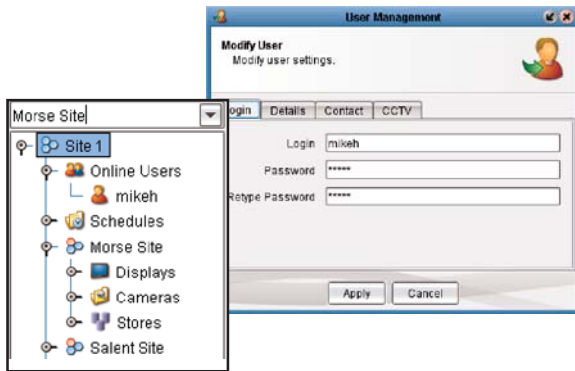 User Management
Modify User
Modify user settings.
Login Details Contact CCTV
Login mikeh
Password *****
Retype Password *****
Apply Cancel
Morse Site
Site 1
Online Users
mikeh
Schedules
Morse Site
Displays
Cameras
Stores
Salent Site